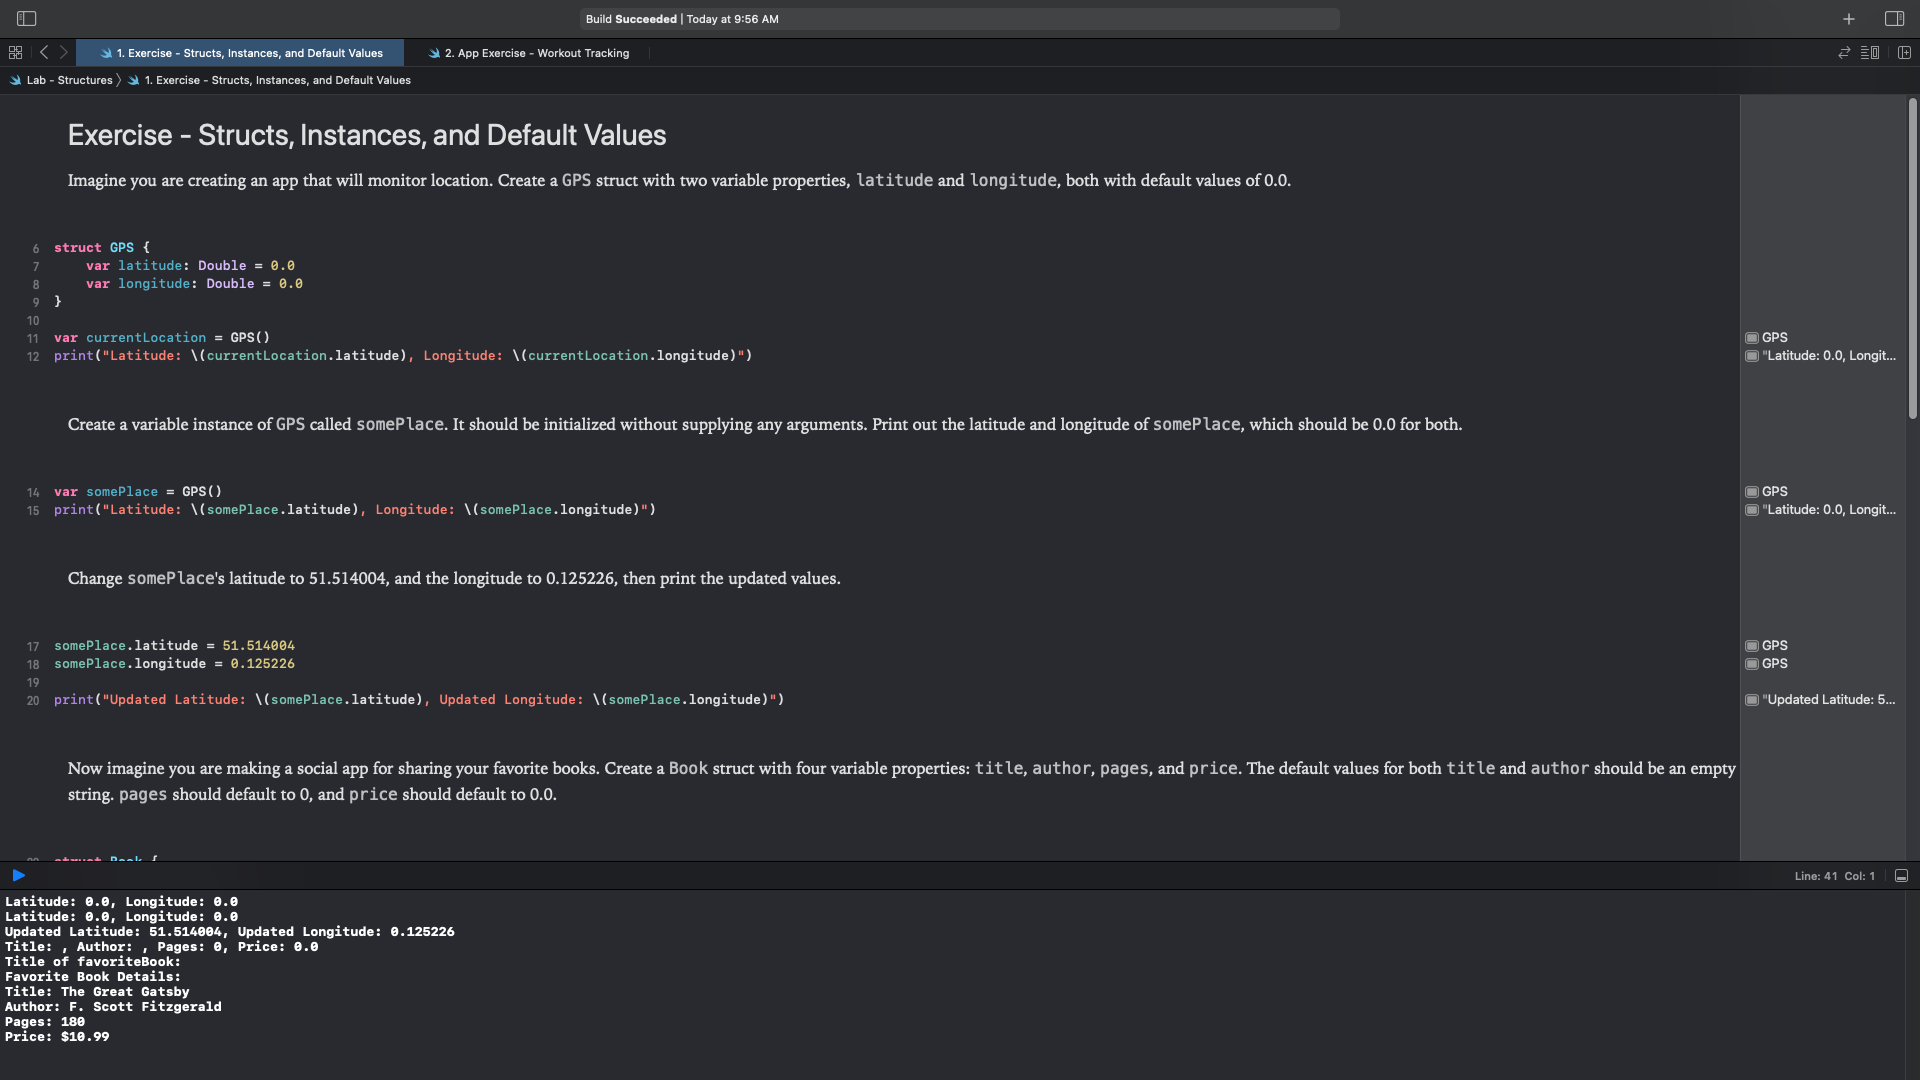 Build Succeeded | Today at 9:56 AM
1. Exercise - Structs, Instances, and Default Values
2. App Exercise - Workout Tracking
Lab - Structures
1. Exercise - Structs, Instances, and Default Values
Exercise - Structs, Instances, and Default Values
Imagine you are creating an app that will monitor location. Create a GPS struct with two variable properties, latitude and longitude, both with default values of 0.0.
6 struct GPS {
7 var latitude: Double = 0.0
8 var longitude: Double = 0.0
9 }
10
11 var currentLocation = GPS()
GPS
12 print("Latitude: \(currentLocation.latitude), Longitude: \(currentLocation.longitude)")
"Latitude: 0.0, Longit...
Create a variable instance of GPS called somePlace. It should be initialized without supplying any arguments. Print out the latitude and longitude of somePlace, which should be 0.0 for both.
14 var somePlace = GPS()
GPS
15 print("Latitude: \(somePlace.latitude), Longitude: \(somePlace.longitude)")
"Latitude: 0.0, Longit...
Change somePlace's latitude to 51.514004, and the longitude to 0.125226, then print the updated values.
17 somePlace.latitude = 51.514004
GPS
18 somePlace.longitude = 0.125226
GPS
19
20 print("Updated Latitude: \(somePlace.latitude), Updated Longitude: \(somePlace.longitude)")
"Updated Latitude: 5...
Now imagine you are making a social app for sharing your favorite books. Create a Book struct with four variable properties: title, author, pages, and price. The default values for both title and author should be an empty
string. pages should default to 0, and price should default to 0.0.
struct Book {
Line: 41 Col: 1
Latitude: 0.0, Longitude: 0.0
Latitude: 0.0, Longitude: 0.0
Updated Latitude: 51.514004, Updated Longitude: 0.125226
Title: , Author: , Pages: 0, Price: 0.0
Title of favoriteBook:
Favorite Book Details:
Title: The Great Gatsby
Author: F. Scott Fitzgerald
Pages: 180
Price: $10.99